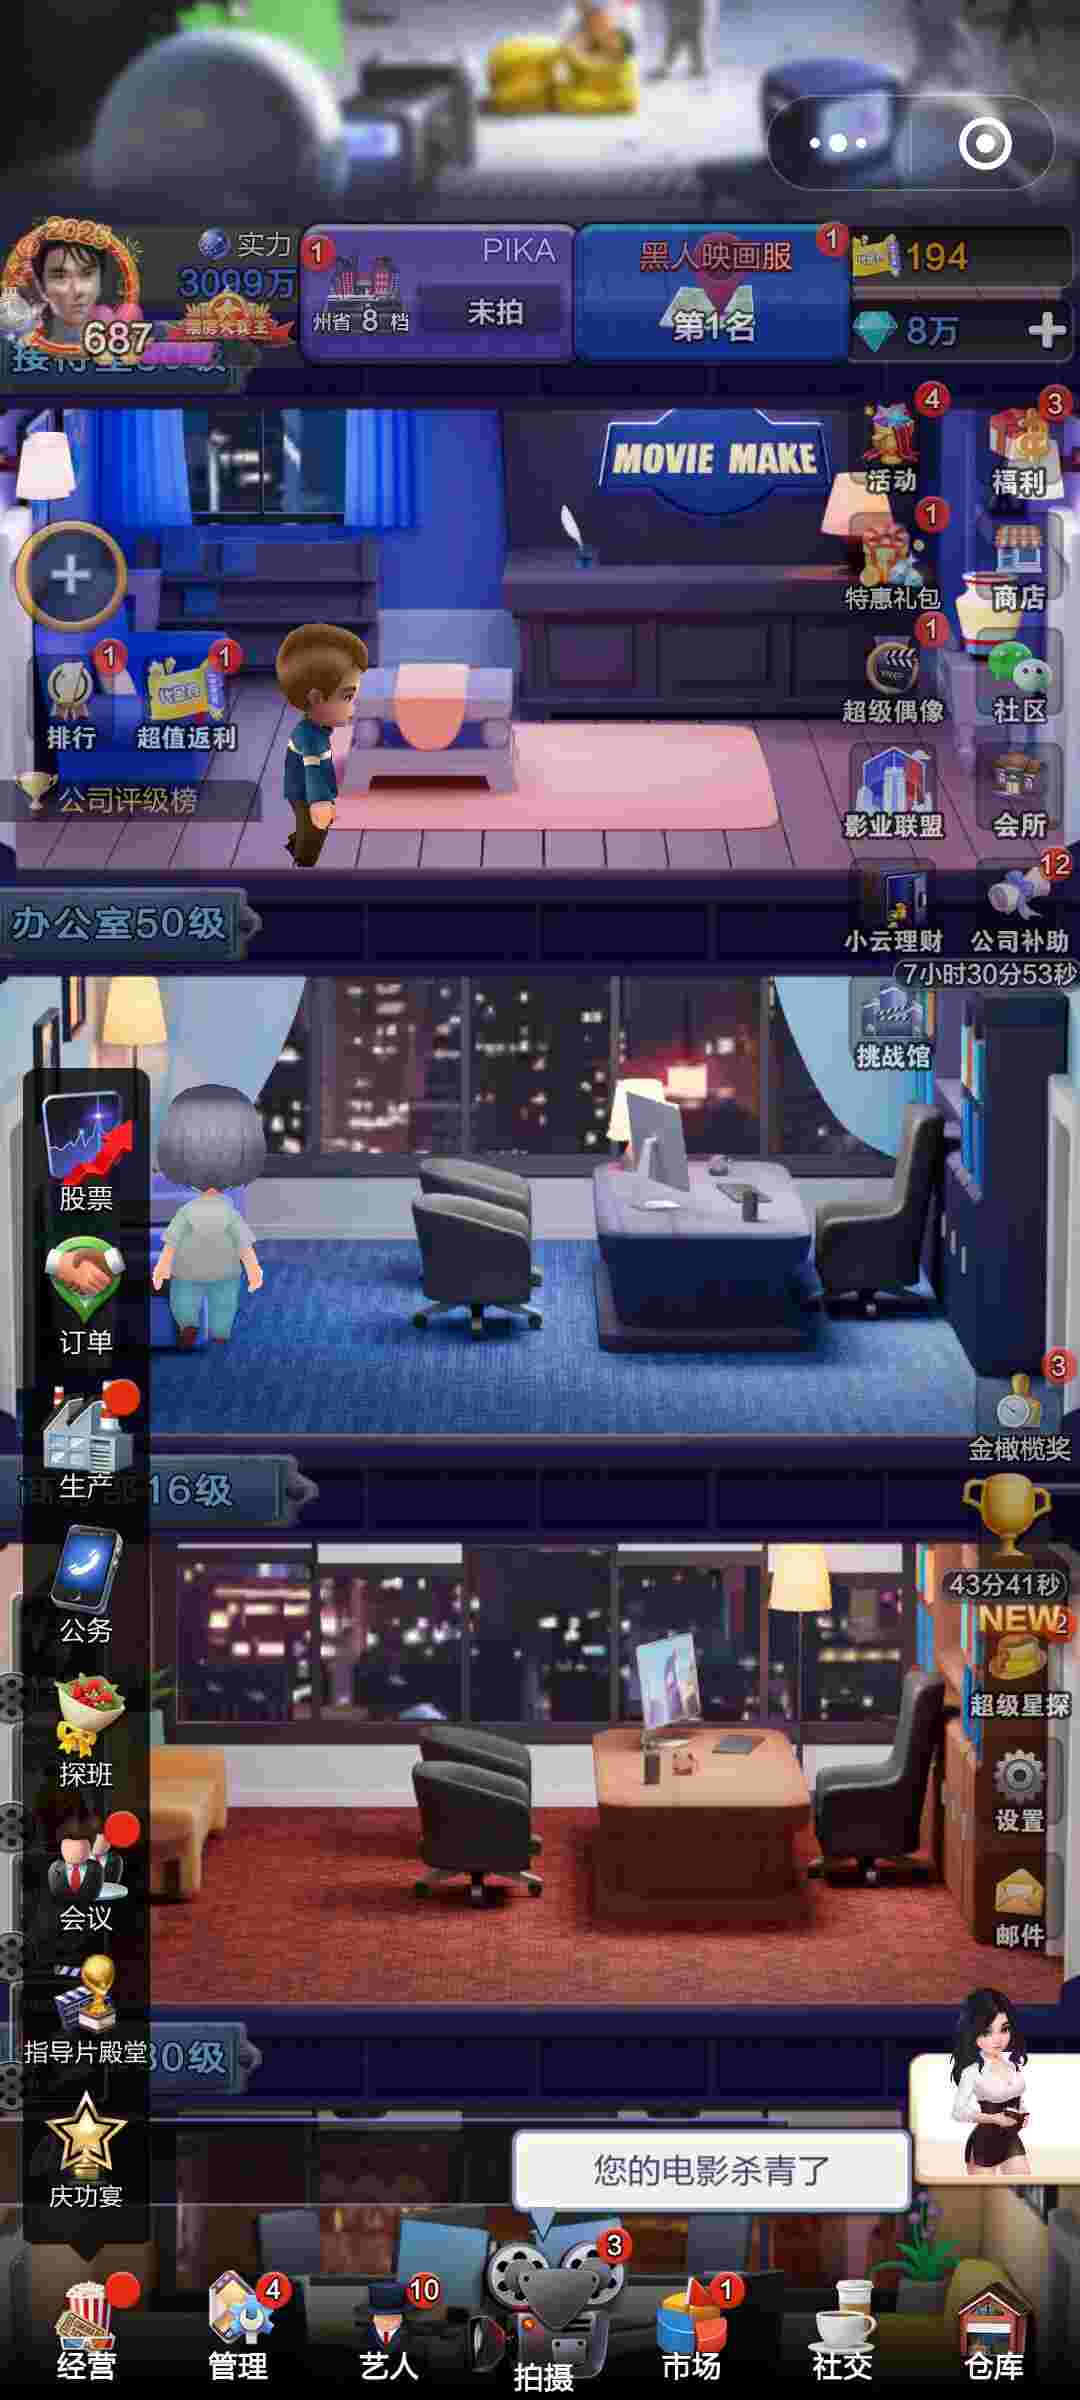 2025
实力
3099万
票房大赛王
687
1
PIKA
州省 8 档
未拍
黑人映画服
1
第1名
194
8万
接待室50级
MOVIE MAKE
4
活动
3
福利
1
特惠礼包
商店
1
超级偶像
社区
1
排行
1
超值返利
公司评级榜
影业联盟
会所
办公室50级
小云理财
12
公司补助
7小时30分53秒
挑战馆
股票
订单
生产
16级
公务
探班
会议
指导片殿堂
30级
庆功宴
3
金橄榄奖
43分41秒
NEW
2
超级星探
设置
邮件
您的电影杀青了
经营
4
管理
10
艺人
3
拍摄
1
市场
社交
仓库